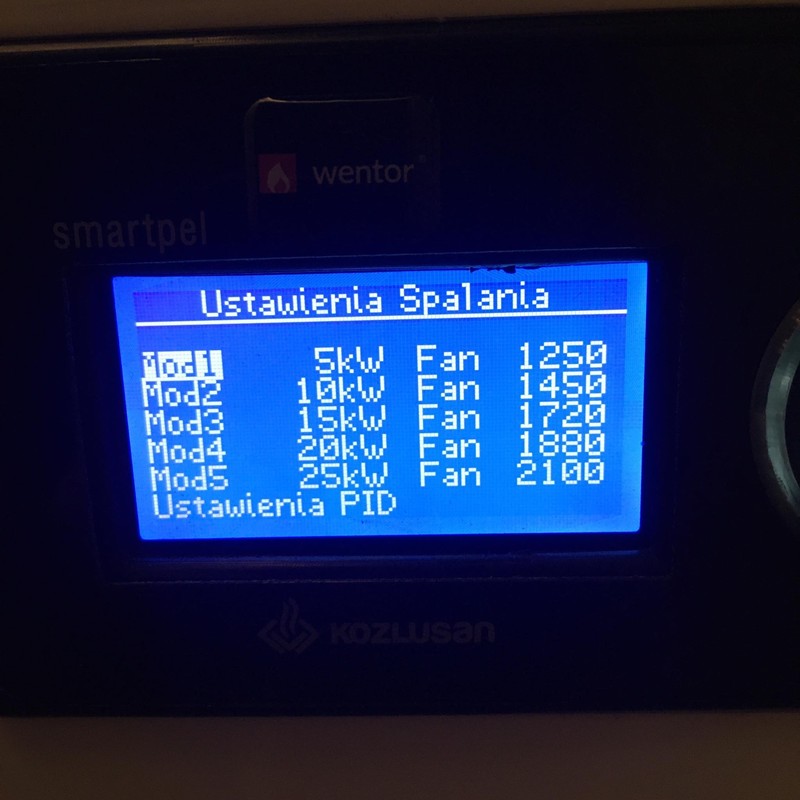 wentor®
smartpel
Ustawienia Spalania
Mod1 5kW Fan 1250
Mod2 10kW Fan 1450
Mod3 15kW Fan 1720
Mod4 20kW Fan 1880
Mod5 25kW Fan 2100
Ustawienia PID
KOZLUSan